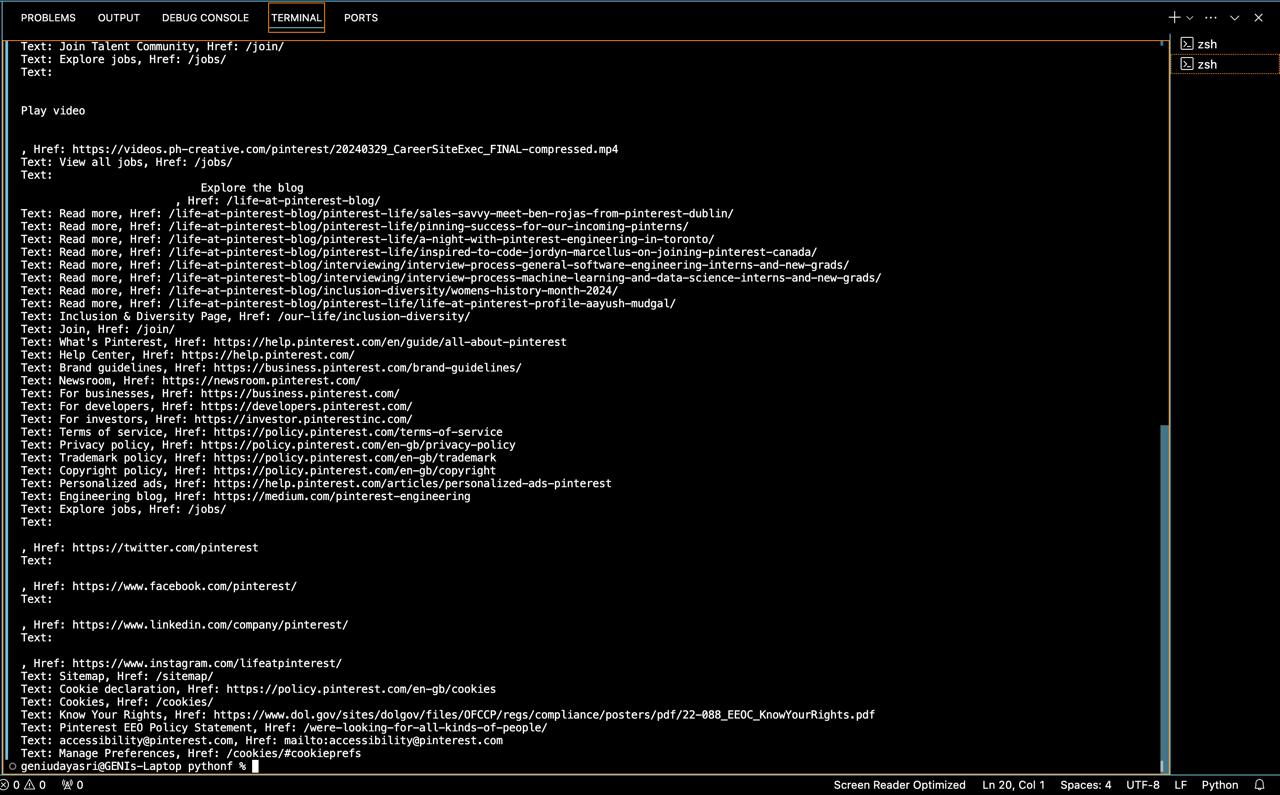 PROBLEMS OUTPUT DEBUG CONSOLE TERMINAL PORTS
zsh
zsh
Text: Join Talent Community, Href: /join/
Text: Explore jobs, Href: /jobs/
Text:
Play video
, Href: https://videos.ph-creative.com/pinterest/20240329_CareerSiteExec_FINAL-compressed.mp4
Text: View all jobs, Href: /jobs/
Text:
Explore the blog
, Href: /life-at-pinterest-blog/
Text: Read more, Href: /life-at-pinterest-blog/pinterest-life/sales-savvy-meet-ben-rojas-from-pinterest-dublin/
Text: Read more, Href: /life-at-pinterest-blog/pinterest-life/pinning-success-for-our-incoming-pinterns/
Text: Read more, Href: /life-at-pinterest-blog/pinterest-life/a-night-with-pinterest-engineering-in-toronto/
Text: Read more, Href: /life-at-pinterest-blog/pinterest-life/inspired-to-code-jordyn-marcellus-on-joining-pinterest-canada/
Text: Read more, Href: /life-at-pinterest-blog/interviewing/interview-process-general-software-engineering-interns-and-new-grads/
Text: Read more, Href: /life-at-pinterest-blog/interviewing/interview-process-machine-learning-and-data-science-interns-and-new-grads/
Text: Read more, Href: /life-at-pinterest-blog/inclusion-diversity/womens-history-month-2024/
Text: Read more, Href: /life-at-pinterest-blog/pinterest-life/life-at-pinterest-profile-aayush-mudgal/
Text: Inclusion & Diversity Page, Href: /our-life/inclusion-diversity/
Text: Join, Href: /join/
Text: What's Pinterest, Href: https://help.pinterest.com/en/guide/all-about-pinterest
Text: Help Center, Href: https://help.pinterest.com/
Text: Brand guidelines, Href: https://business.pinterest.com/brand-guidelines/
Text: Newsroom, Href: https://newsroom.pinterest.com/
Text: For businesses, Href: https://business.pinterest.com/
Text: For developers, Href: https://developers.pinterest.com/
Text: For investors, Href: https://investor.pinterestinc.com/
Text: Terms of service, Href: https://policy.pinterest.com/terms-of-service
Text: Privacy policy, Href: https://policy.pinterest.com/en-gb/privacy-policy
Text: Trademark policy, Href: https://policy.pinterest.com/en-gb/trademark
Text: Copyright policy, Href: https://policy.pinterest.com/en-gb/copyright
Text: Personalized ads, Href: https://help.pinterest.com/articles/personalized-ads-pinterest
Text: Engineering blog, Href: https://medium.com/pinterest-engineering
Text: Explore jobs, Href: /jobs/
Text:
, Href: https://twitter.com/pinterest
Text:
, Href: https://www.facebook.com/pinterest/
Text:
, Href: https://www.linkedin.com/company/pinterest/
Text:
, Href: https://www.instagram.com/lifeatpinterest/
Text: Sitemap, Href: /sitemap/
Text: Cookie declaration, Href: https://policy.pinterest.com/en-gb/cookies
Text: Cookies, Href: /cookies/
Text: Know Your Rights, Href: https://www.dol.gov/sites/dolgov/files/OFCCP/regs/compliance/posters/pdf/22-088_EEOC_KnowYourRights.pdf
Text: Pinterest EEO Policy Statement, Href: /were-looking-for-all-kinds-of-people/
Text: accessibility@pinterest.com, Href: mailto:accessibility@pinterest.com
Text: Manage Preferences, Href: /cookies/#cookieprefs
geniudayasri@GENIs-Laptop pythonf %
0 0 0 Screen Reader Optimized Ln 20, Col 1 Spaces: 4 UTF-8 LF Python